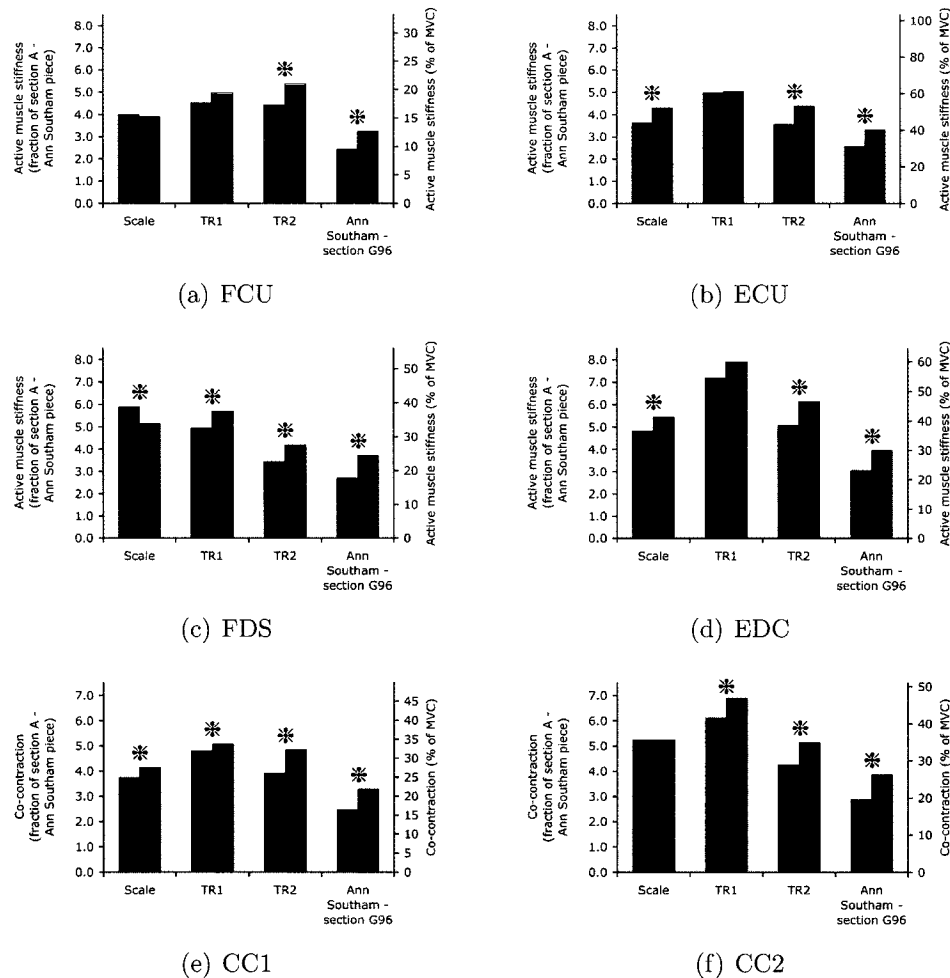 Active muscle stiffness
(fraction of section A -
Ann Southam piece)
8.0
7.0
6.0
5.0
4.0
3.0
2.0
1.0
0.0
30
25
20
15
10
5
0
Active muscle stiffness (% of MVC)
Scale
TR1
TR2
Ann
Southam -
section G96
(a) FCU
Active muscle stiffness
(fraction of section A -
Ann Southam piece)
8.0
7.0
6.0
5.0
4.0
3.0
2.0
1.0
0.0
100
80
60
40
20
0
Active muscle stiffness (% of MVC)
Scale
TR1
TR2
Ann
Southam -
section G96
(b) ECU
Active muscle stiffness
(fraction of section A -
Ann Southam piece)
8.0
7.0
6.0
5.0
4.0
3.0
2.0
1.0
0.0
50
40
30
20
10
0
Active muscle stiffness (% of MVC)
Scale
TR1
TR2
Ann
Southam -
section G96
(c) FDS
Active muscle stiffness
(fraction of section A -
Ann Southam piece)
8.0
7.0
6.0
5.0
4.0
3.0
2.0
1.0
0.0
60
50
40
30
20
10
0
Active muscle stiffness (% of MVC)
Scale
TR1
TR2
Ann
Southam -
section G96
(d) EDC
Co-contraction
(fraction of section A -
Ann Southam piece)
7.0
6.0
5.0
4.0
3.0
2.0
1.0
0.0
45
40
35
30
25
20
15
10
5
0
Co-contraction (% of MVC)
Scale
TR1
TR2
Ann
Southam -
section G96
(e) CC1
Co-contraction
(fraction of section A -
Ann Southam piece)
7.0
6.0
5.0
4.0
3.0
2.0
1.0
0.0
50
40
30
20
10
0
Co-contraction (% of MVC)
Scale
TR1
TR2
Ann
Southam -
section G96
(f) CC2